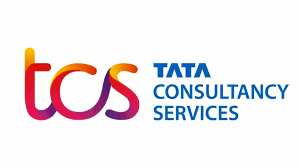 tcs
TATA
CONSULTANCY
SERVICES